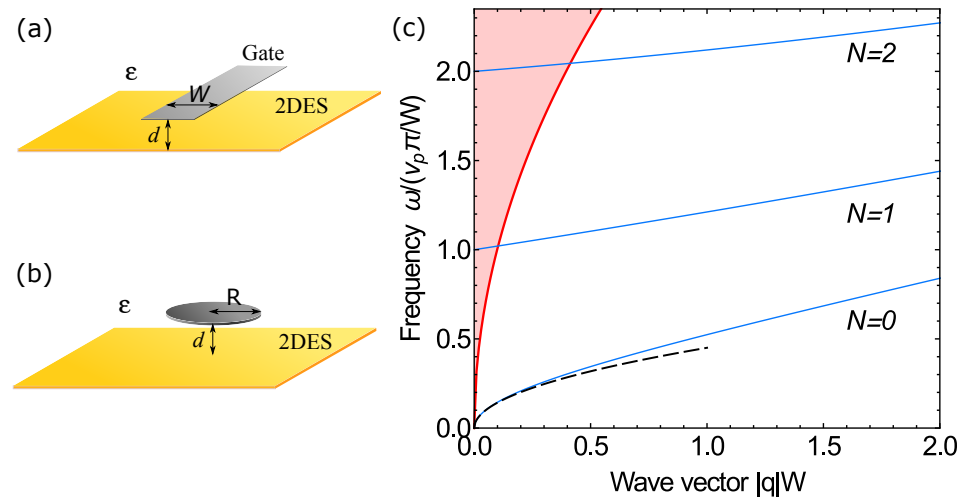 (a)
Gate
ε
W
2DES
d
(b)
ε
R
2DES
d
(c)
Frequency ω/(v_pπ/W)
2.0
1.5
1.0
0.5
0.0
N=2
N=1
N=0
0.0 0.5 1.0 1.5 2.0
Wave vector |q|W